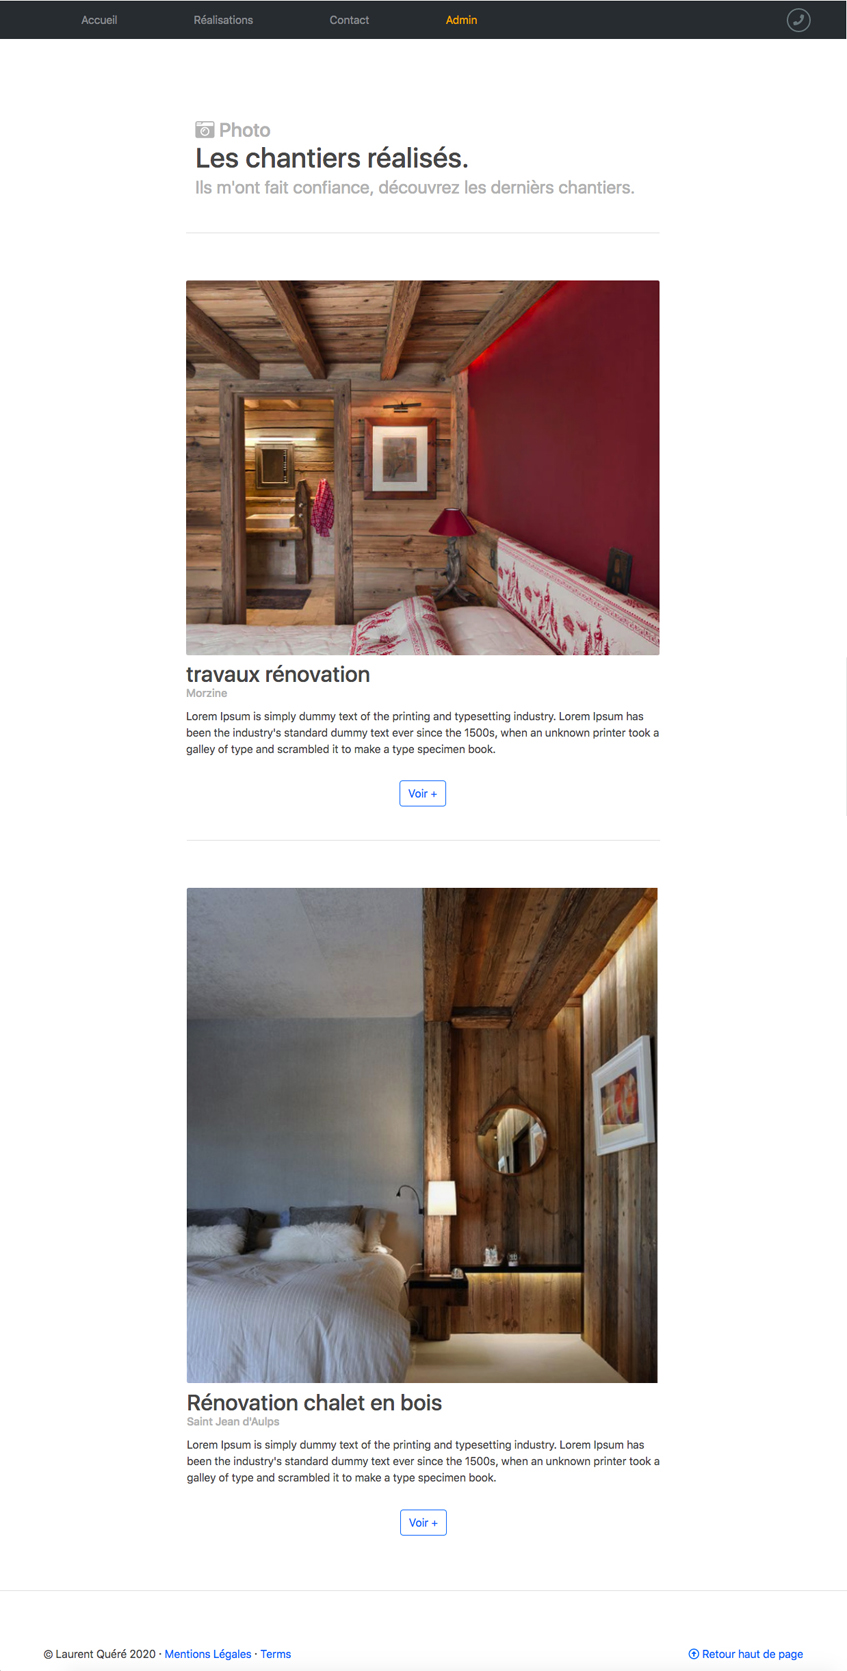 Accueil Réalisations Contact Admin
Photo
Les chantiers réalisés.
Ils m'ont fait confiance, découvrez les dernièrs chantiers.
travaux rénovation
Morzine
Lorem Ipsum is simply dummy text of the printing and typesetting industry. Lorem Ipsum has
been the industry's standard dummy text ever since the 1500s, when an unknown printer took a
galley of type and scrambled it to make a type specimen book.
Voir +
Rénovation chalet en bois
Saint Jean d'Aulps
Lorem Ipsum is simply dummy text of the printing and typesetting industry. Lorem Ipsum has
been the industry's standard dummy text ever since the 1500s, when an unknown printer took a
galley of type and scrambled it to make a type specimen book.
Voir +
© Laurent Quéré 2020 · Mentions Légales · Terms
Retour haut de page